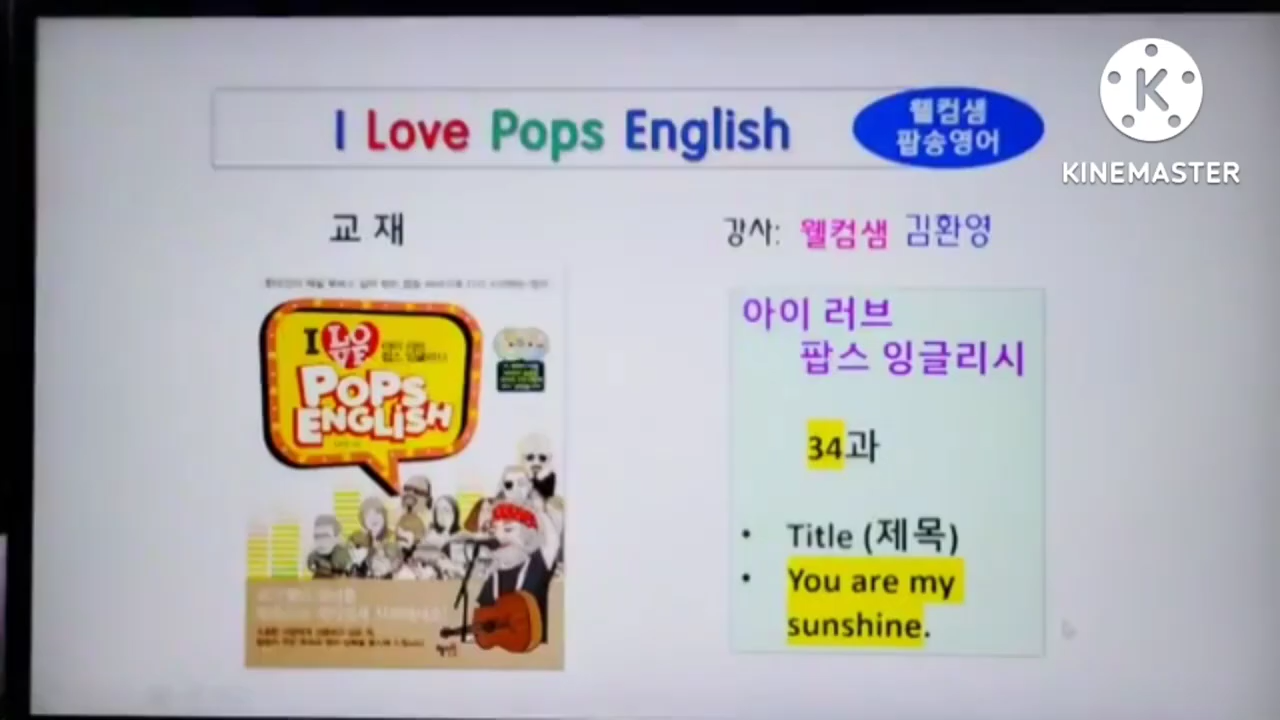 I Love Pops English
웰컴샘
팝송영어
KINEMASTER
교 재
강사: 웰컴샘 김환영
I LOVE
POPS
ENGLISH
아이 러브
팝스 잉글리시
34과
• Title (제목)
• You are my
sunshine.